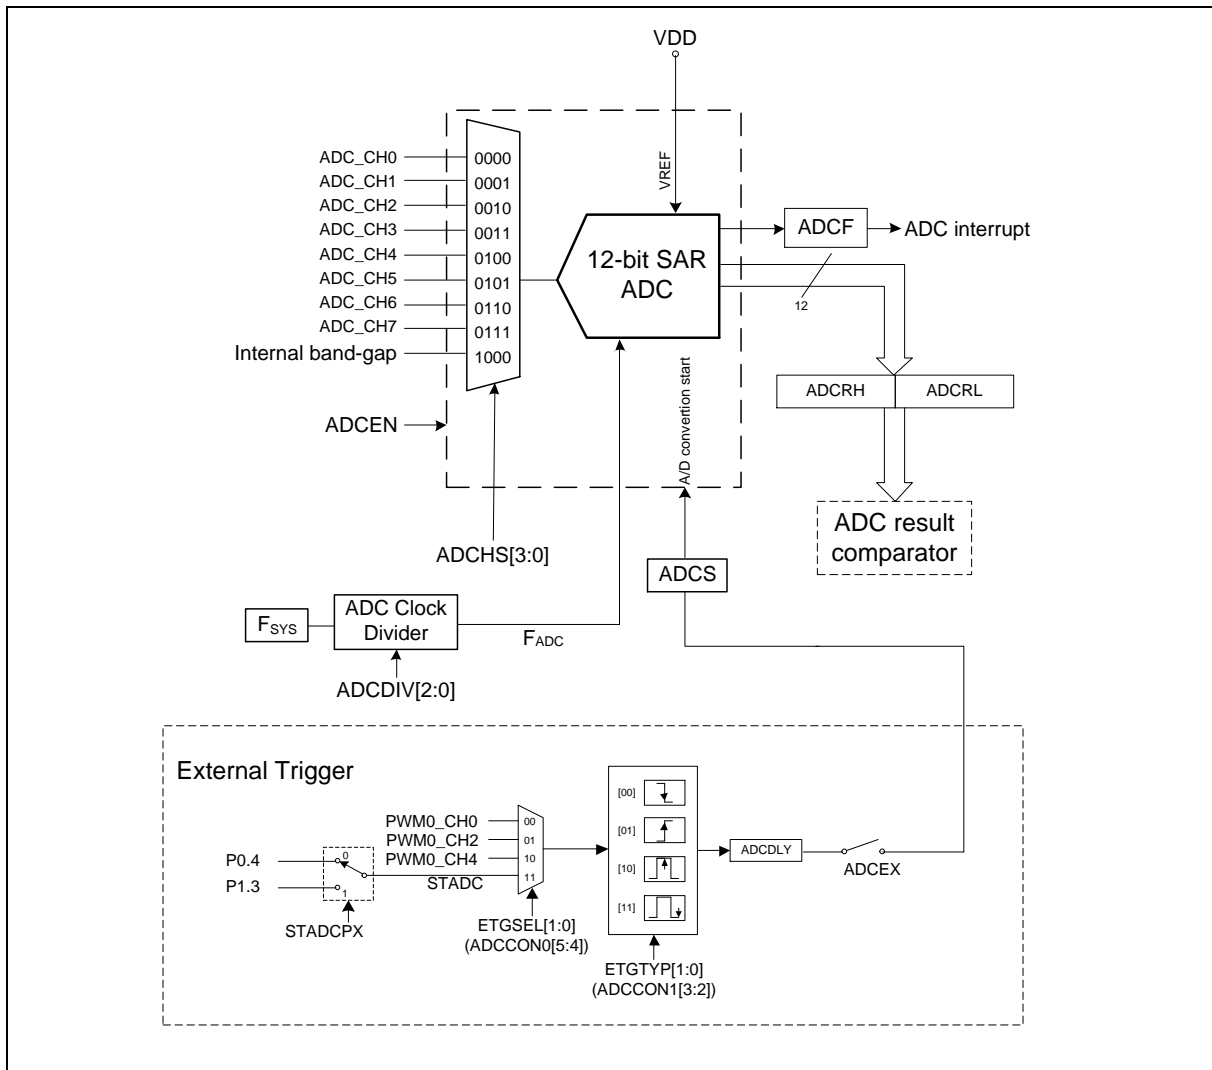 VDD
VREF
ADC_CH0
ADC_CH1
ADC_CH2
ADC_CH3
ADC_CH4
ADC_CH5
ADC_CH6
ADC_CH7
Internal band-gap
0000
0001
0010
0011
0100
0101
0110
0111
1000
12-bit SAR
ADC
ADCF
ADC interrupt
12
ADCRH
ADCRL
ADC result
comparator
ADCEN
A/D convertion start
ADCHS[3:0]
ADCS
FSYS
ADC Clock
Divider
FADC
ADCDIV[2:0]
External Trigger
P0.4
P1.3
0
1
STADCPX
PWM0_CH0
PWM0_CH2
PWM0_CH4
STADC
00
01
10
11
ETGSEL[1:0]
(ADCCON0[5:4])
[00]
[01]
[10]
[11]
ETGTYP[1:0]
(ADCCON1[3:2])
ADCDLY
ADCEX